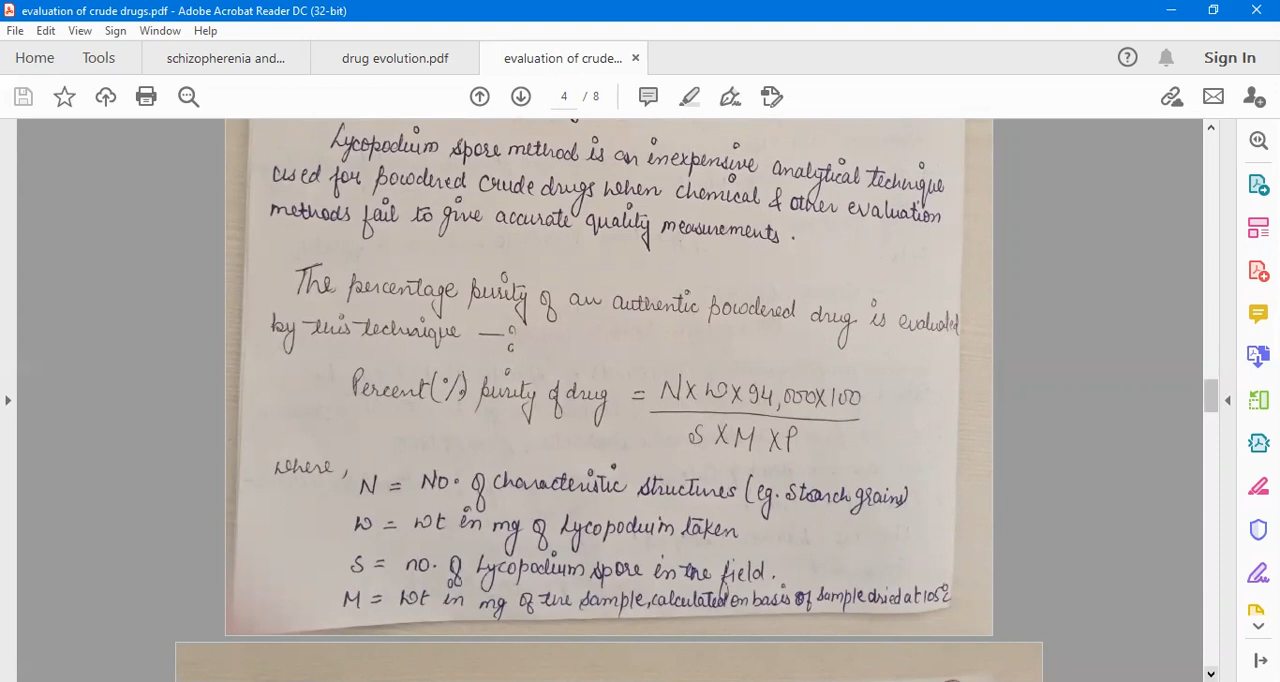 evaluation of crude drugs.pdf - Adobe Acrobat Reader DC (32-bit)
File Edit View Sign Window Help
Home Tools schizopherenia and... drug evolution.pdf evaluation of crude... × Sign In
4 / 8
Lycopodium spore method is an inexpensive analytical technique
used for powdered crude drugs when chemical & other evaluation
methods fail to give accurate quality measurements.
The percentage purity of an authentic powdered drug is evaluated
by this technique —:
Percent (%) purity of drug = N X W X 94,000 X 100
S X M X P
where,
N = No. of characteristic structures (eg. starch grains)
W = wt in mg of Lycopodium taken
S = no. of Lycopodium spore in the field.
M = wt in mg of the sample, calculated on basis of sample dried at 105°C